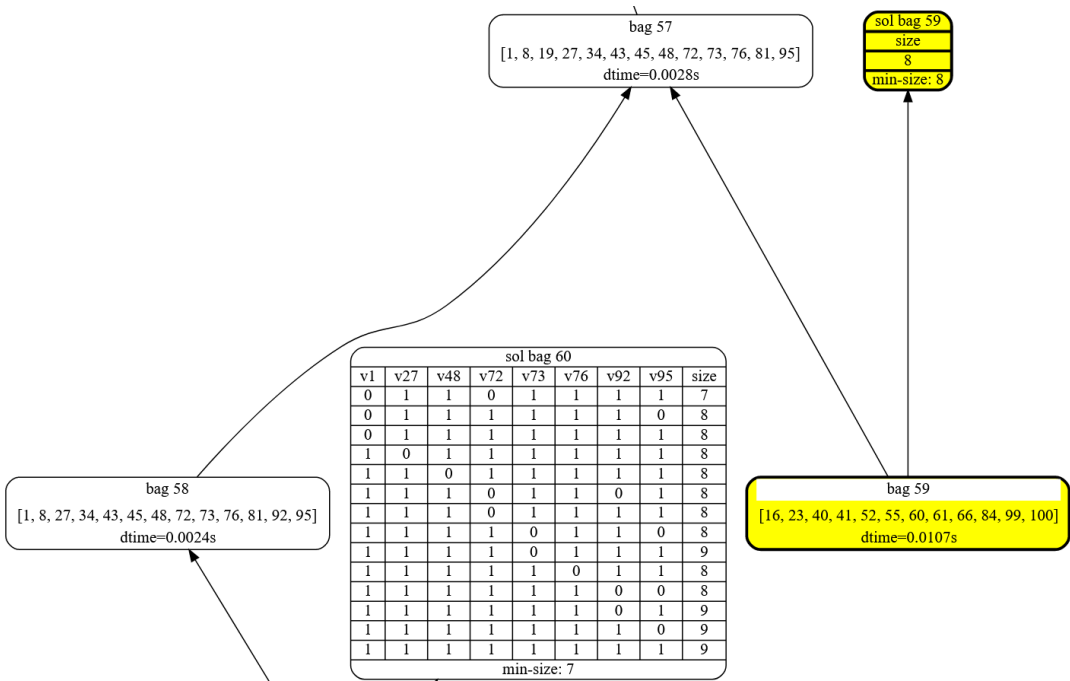 bag 57
[1, 8, 19, 27, 34, 43, 45, 48, 72, 73, 76, 81, 95]
dtime=0.0028s
sol bag 59
size
8
min-size: 8
sol bag 60
v1 v27 v48 v72 v73 v76 v92 v95 size
0 1 1 0 1 1 1 1 7
0 1 1 1 1 1 1 0 8
0 1 1 1 1 1 1 1 8
1 0 1 1 1 1 1 1 8
1 1 0 1 1 1 1 1 8
1 1 1 0 1 1 0 1 8
1 1 1 0 1 1 1 1 8
1 1 1 1 0 1 1 0 8
1 1 1 1 0 1 1 1 9
1 1 1 1 1 0 1 1 8
1 1 1 1 1 1 0 0 8
1 1 1 1 1 1 0 1 9
1 1 1 1 1 1 1 0 9
1 1 1 1 1 1 1 1 9
min-size: 7
bag 58
[1, 8, 27, 34, 43, 45, 48, 72, 73, 76, 81, 92, 95]
dtime=0.0024s
bag 59
[16, 23, 40, 41, 52, 55, 60, 61, 66, 84, 99, 100]
dtime=0.0107s